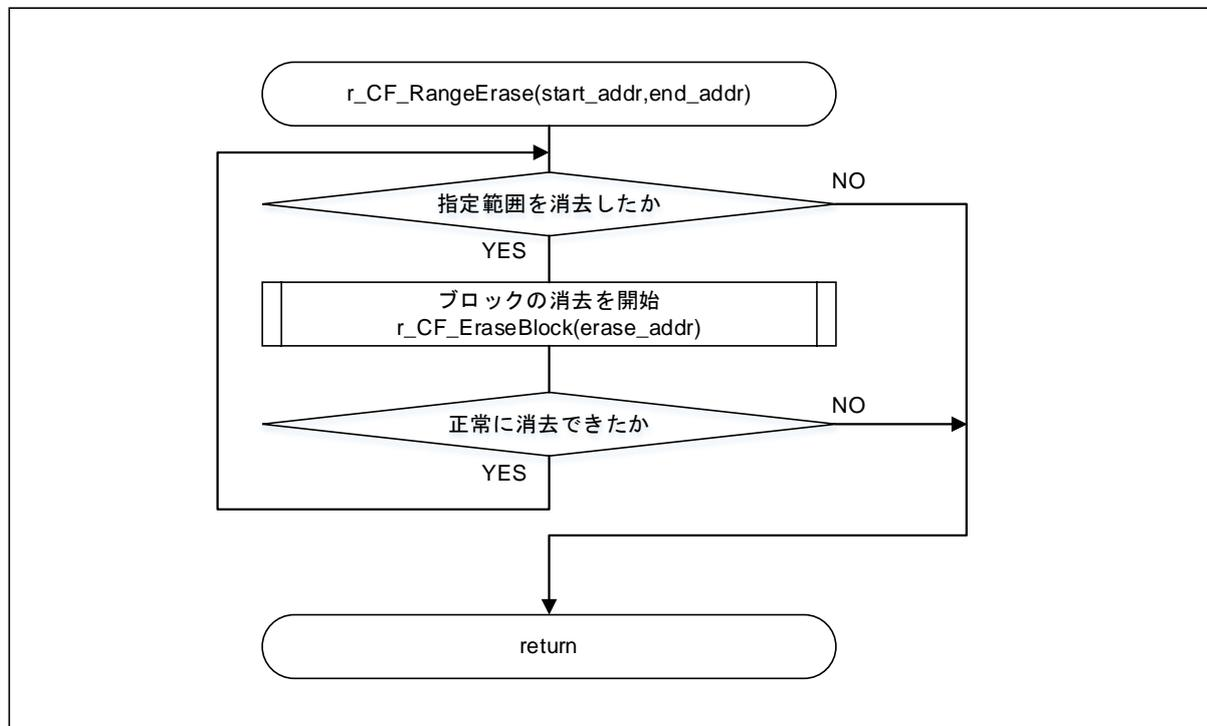 r_CF_RangeErase(start_addr,end_addr)
指定範囲を消去したか
NO
YES
ブロックの消去を開始
r_CF_EraseBlock(erase_addr)
正常に消去できたか
NO
YES
return